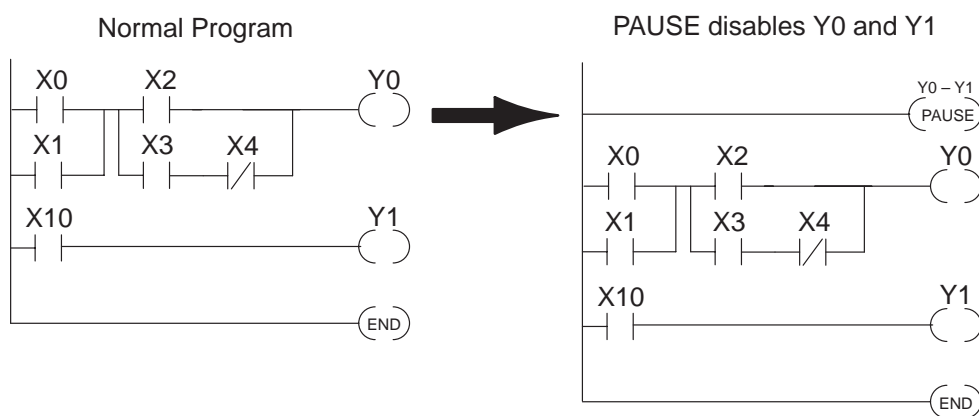 Normal Program
X0 X2 Y0
X1 X3 X4
X10 Y1
END
PAUSE disables Y0 and Y1
Y0 – Y1
PAUSE
X0 X2 Y0
X1 X3 X4
X10 Y1
END